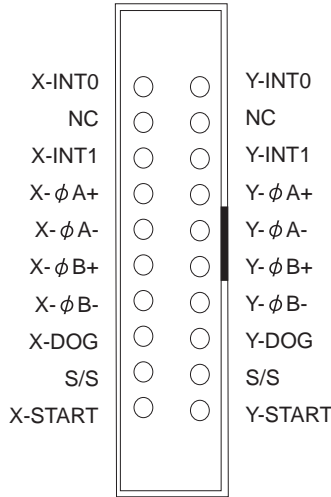 X-INT0 Y-INT0
NC NC
X-INT1 Y-INT1
X-ϕA+ Y-ϕA+
X-ϕA- Y-ϕA-
X-ϕB+ Y-ϕB+
X-ϕB- Y-ϕB-
X-DOG Y-DOG
S/S S/S
X-START Y-START